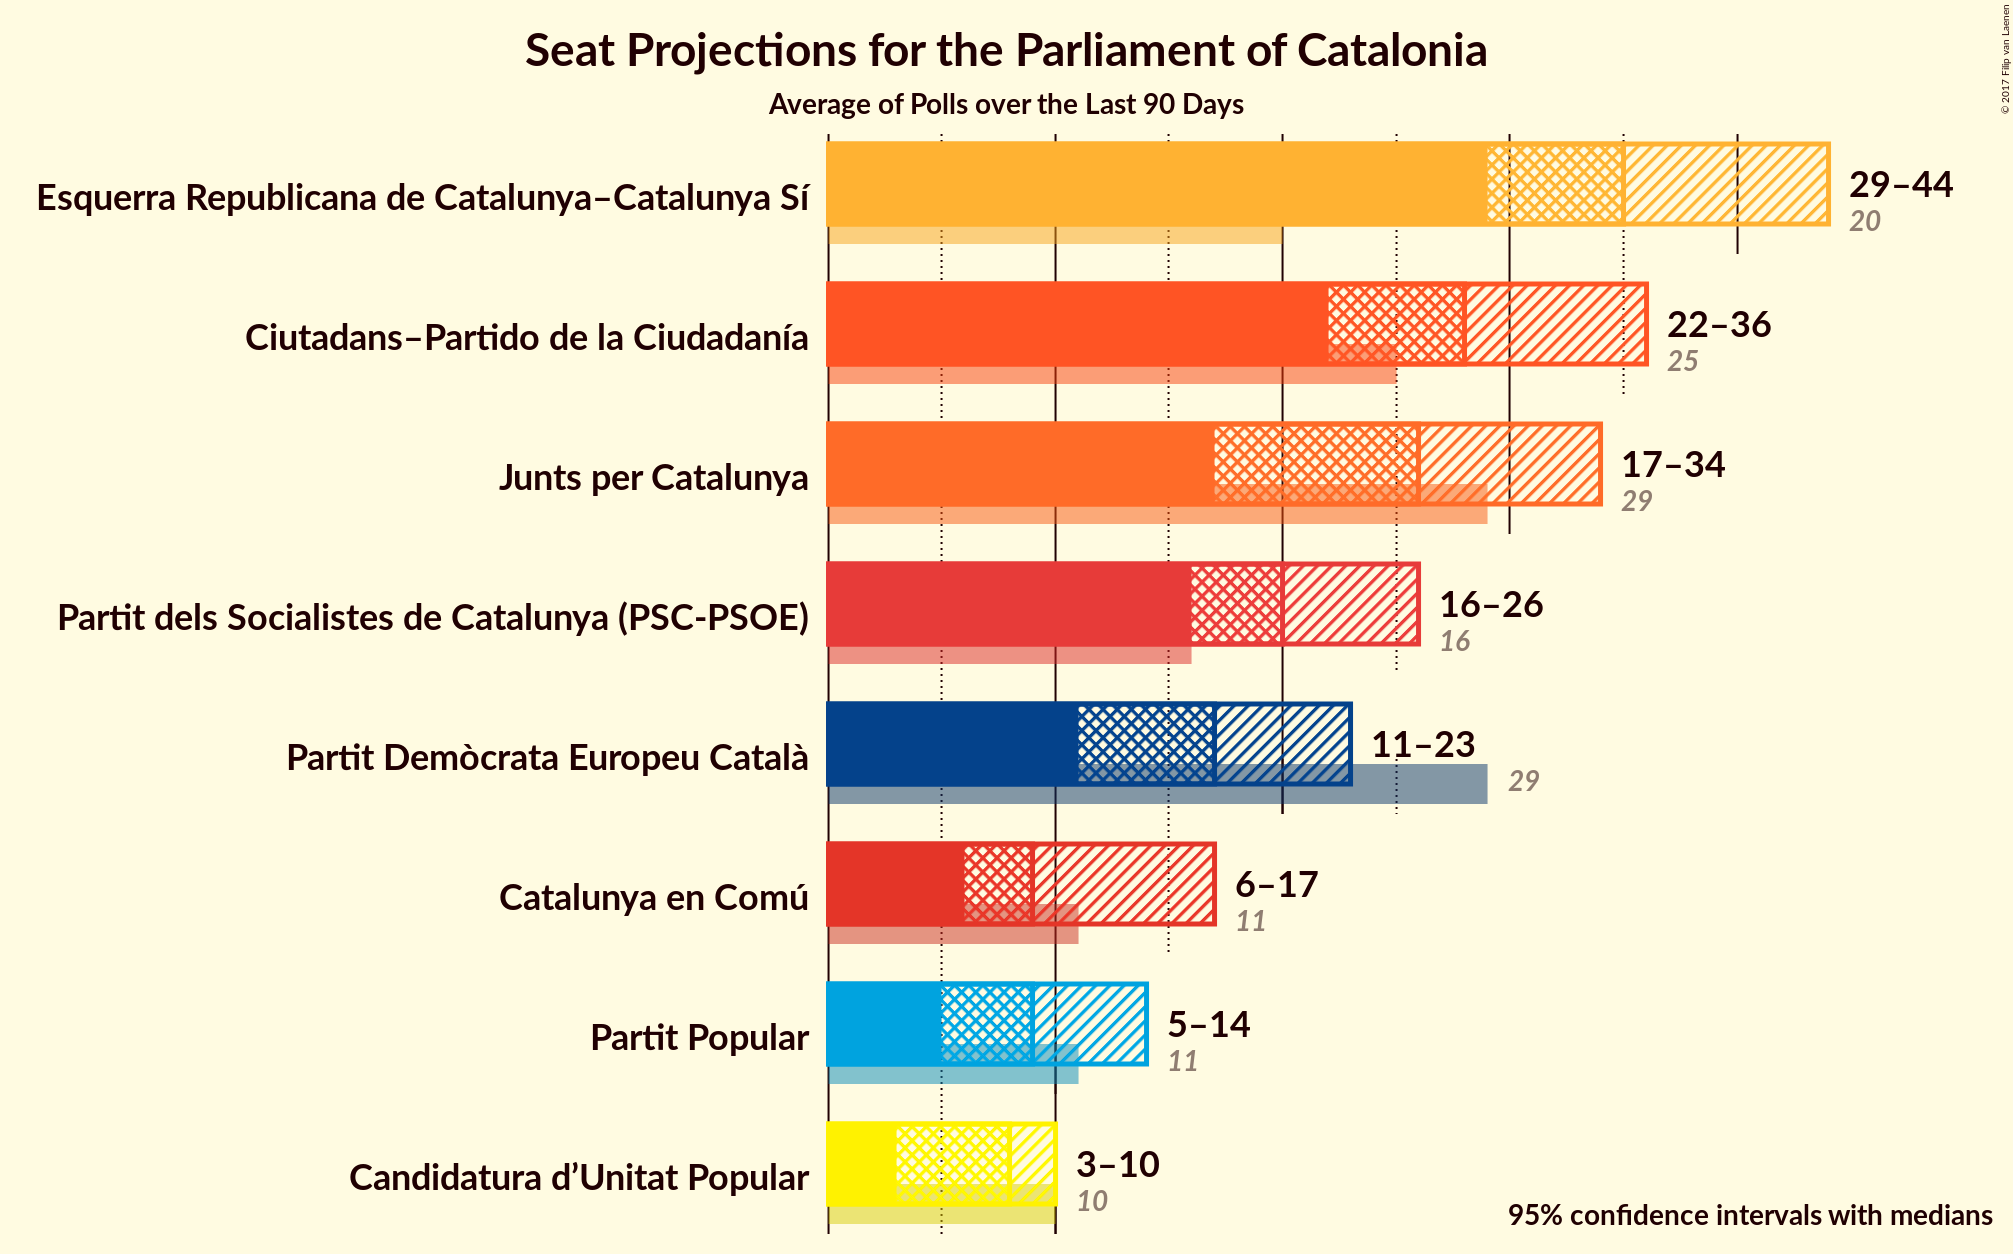 Seat Projections for the Parliament of Catalonia
Average of Polls over the Last 90 Days
© 2017 Filip van Laenen
Esquerra Republicana de Catalunya–Catalunya Sí
29–44
20
Ciutadans–Partido de la Ciudadanía
22–36
25
Junts per Catalunya
17–34
29
Partit dels Socialistes de Catalunya (PSC-PSOE)
16–26
16
Partit Demòcrata Europeu Català
11–23
29
Catalunya en Comú
6–17
11
Partit Popular
5–14
11
Candidatura d’Unitat Popular
3–10
10
95% confidence intervals with medians